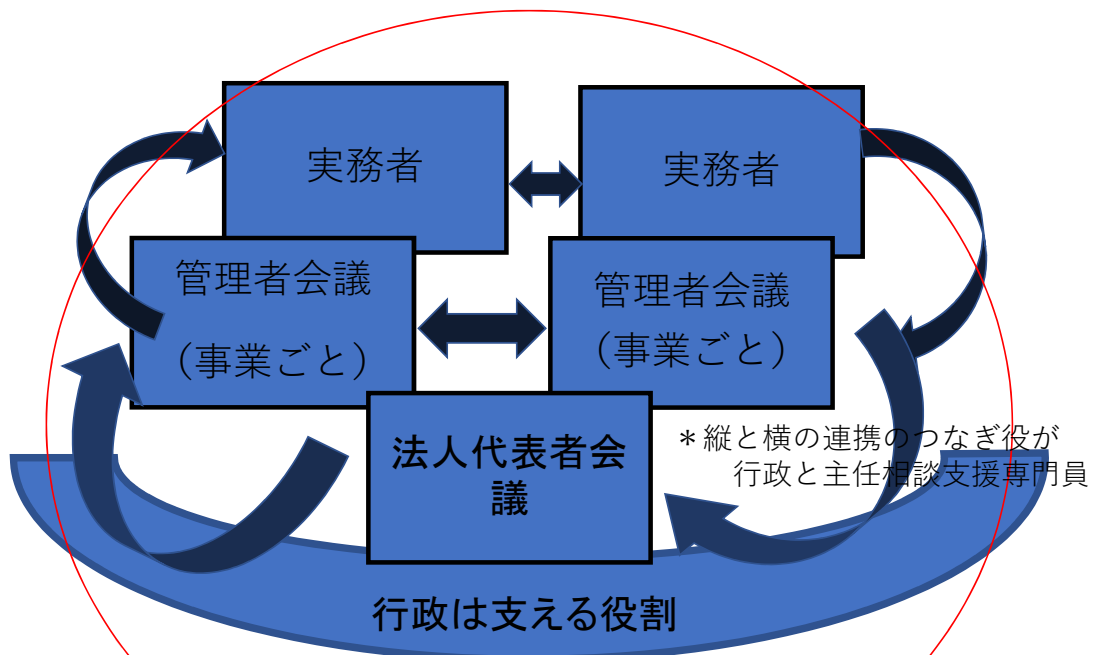 実務者
実務者
管理者会議
（事業ごと）
管理者会議
（事業ごと）
法人代表者会
議
＊縦と横の連携のつなぎ役が
行政と主任相談支援専門員
行政は支える役割